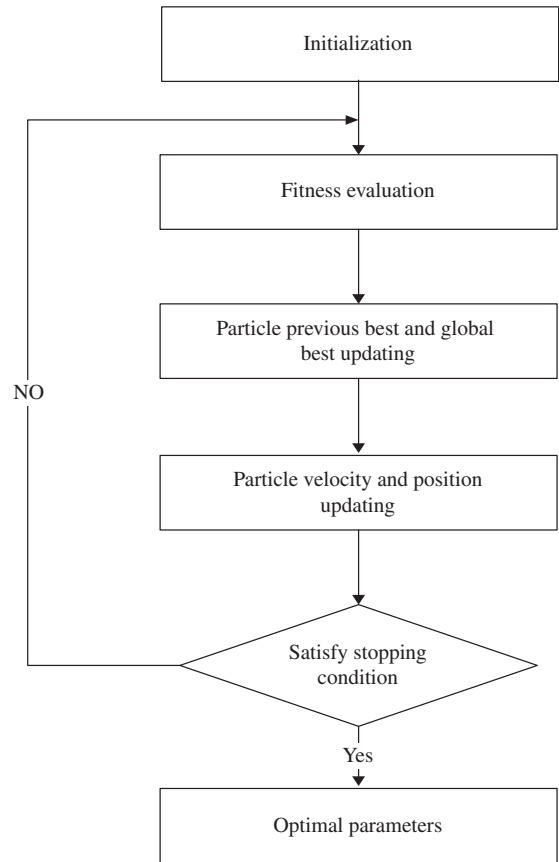 Initialization
Fitness evaluation
Particle previous best and global
best updating
NO
Particle velocity and position
updating
Satisfy stopping
condition
Yes
Optimal parameters